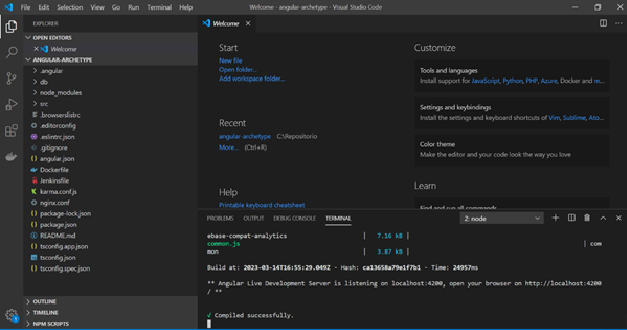 File Edit Selection View Go Run Terminal Help
Welcome - angular-archetype - Visual Studio Code
EXPLORER
OPEN EDITORS
Welcome
ANGULAR-ARCHETYPE
.angular
db
node_modules
src
.browserslistrc
.editorconfig
.eslintrc.json
.gitignore
angular.json
Dockerfile
Jenkinsfile
karma.conf.js
nginx.conf
package-lock.json
package.json
README.md
tsconfig.app.json
tsconfig.json
tsconfig.spec.json
OUTLINE
TIMELINE
NPM SCRIPTS
1
Welcome
Start
New file
Open folder...
Add workspace folder...
Recent
angular-archetype C:\Repositorio
More... (Ctrl+R)
Help
Printable keyboard cheatsheet
Customize
Tools and languages
Install support for JavaScript, Python, PHP, Azure, Docker and re...
Settings and keybindings
Install the settings and keyboard shortcuts of Vim, Sublime, Ato...
Color theme
Make the editor and your code look the way you love
Learn
Find and run all commands
PROBLEMS OUTPUT DEBUG CONSOLE TERMINAL
2: node
ebase-compat-analytics | 7.16 kB |
common.js | com
mon | 3.87 kB |
Build at: 2023-03-14T16:55:29.049Z - Hash: ca13658a79e1f7b1 - Time: 24957ms
** Angular Live Development Server is listening on localhost:4200, open your browser on http://localhost:4200
/ **
√ Compiled successfully.